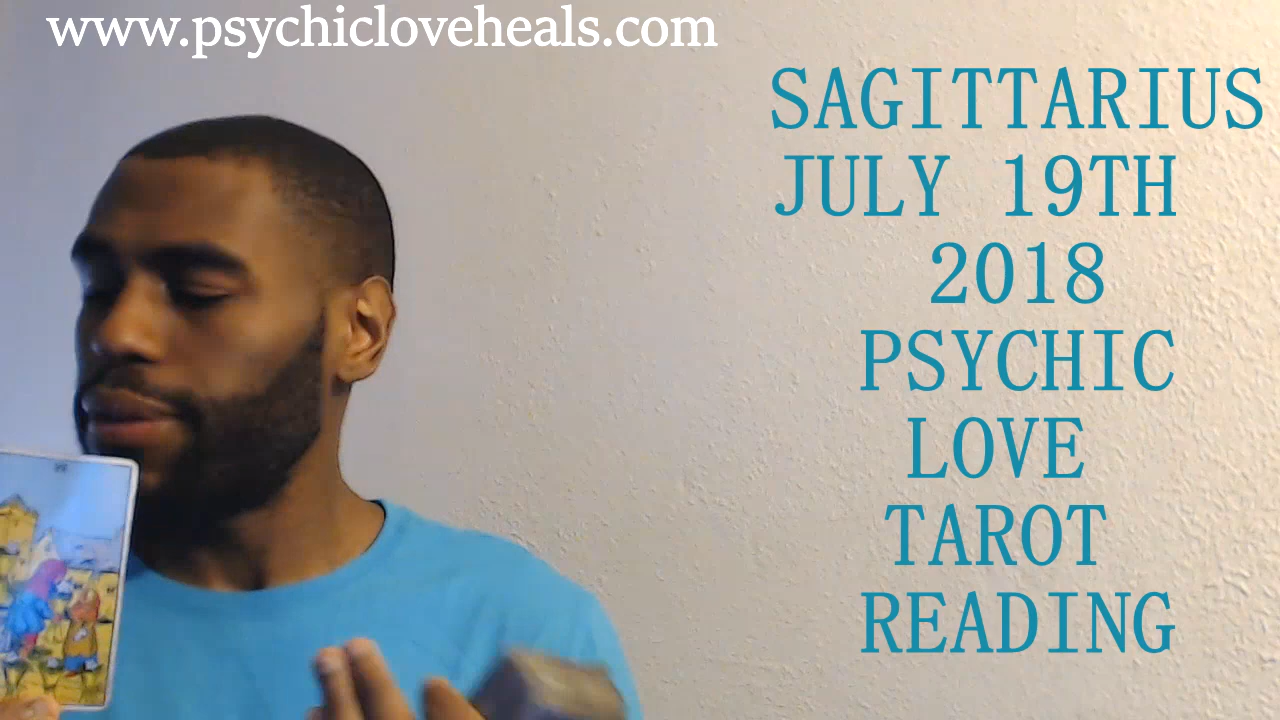 www.psychicloveheals.com
SAGITTARIUS
JULY 19TH
2018
PSYCHIC
LOVE
TAROT
READING